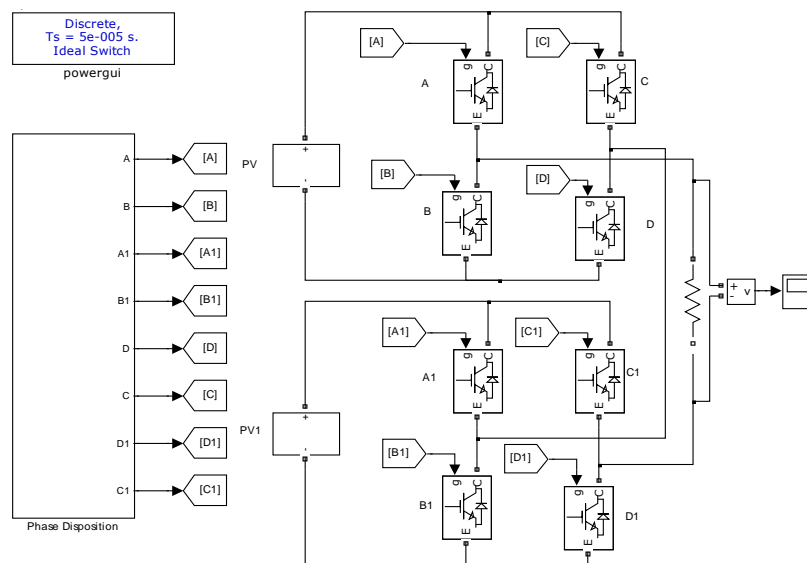 Discrete,
Ts = 5e-005 s.
Ideal Switch
powergui
A
B
A1
B1
D
C
D1
C1
Phase Disposition
[A]
[B]
[A1]
[B1]
[D]
[C]
[D1]
[C1]
PV
+
-
[A]
g
C
E
A
[C]
g
C
E
C
[B]
g
C
E
B
[D]
g
C
E
D
PV1
+
-
[A1]
g
C
E
A1
[C1]
g
C
E
C1
[B1]
g
C
E
B1
[D1]
g
C
E
D1
+
-
v